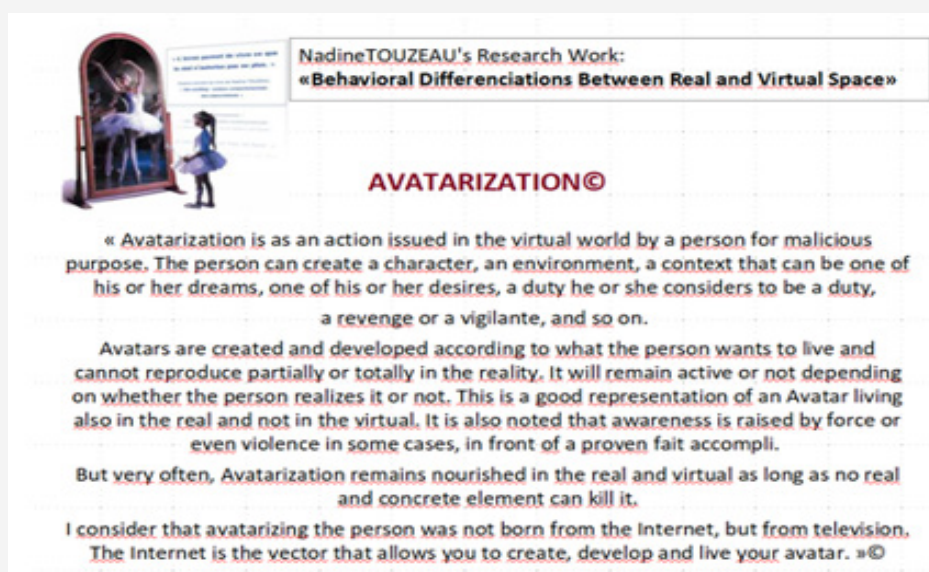 NadineTOUZEAU's Research Work:
«Behavioral Differenciations Between Real and Virtual Space»
AVATARIZATION©
« Avatarization is as an action issued in the virtual world by a person for malicious
purpose. The person can create a character, an environment, a context that can be one of
his or her dreams, one of his or her desires, a duty he or she considers to be a duty,
a revenge or a vigilante, and so on.
Avatars are created and developed according to what the person wants to live and
cannot reproduce partially or totally in the reality. It will remain active or not depending
on whether the person realizes it or not. This is a good representation of an Avatar living
also in the real and not in the virtual. It is also noted that awareness is raised by force or
even violence in some cases, in front of a proven fait accompli.
But very often, Avatarization remains nourished in the real and virtual as long as no real
and concrete element can kill it.
I consider that avatarizing the person was not born from the Internet, but from television.
The Internet is the vector that allows you to create, develop and live your avatar. »©